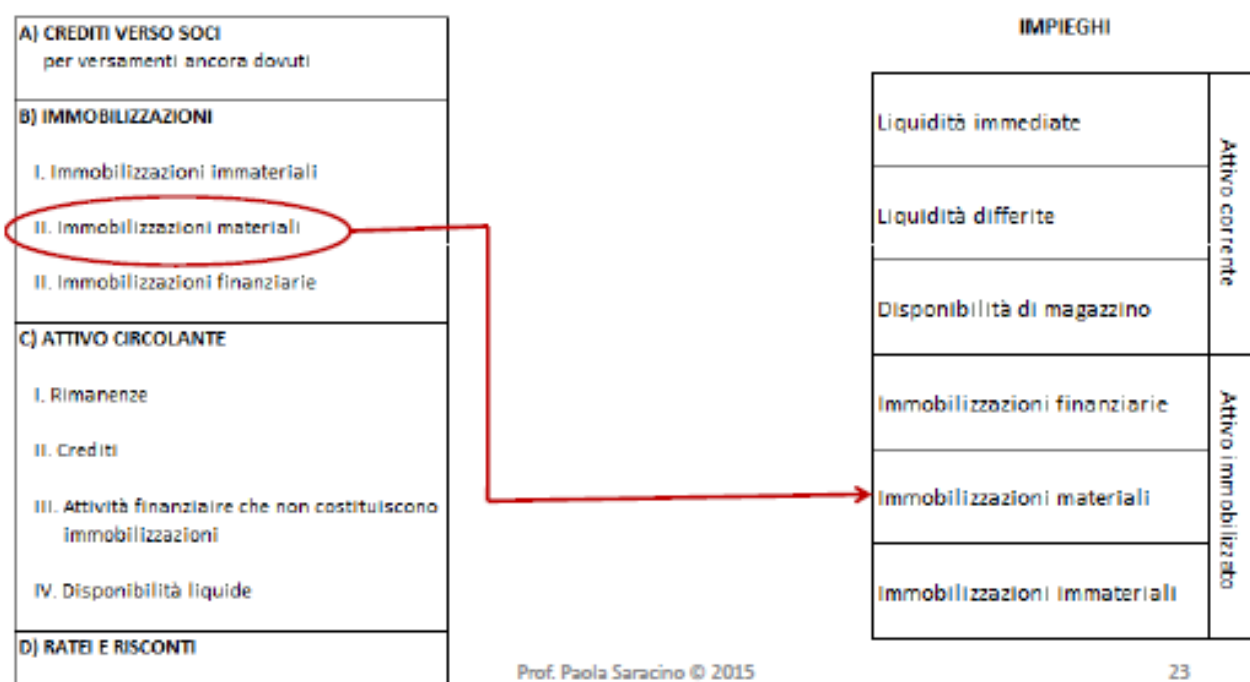 A) CREDITI VERSO SOCI
per versamenti ancora dovuti
B) IMMOBILIZZAZIONI
I. Immobilizzazioni immateriali
II. Immobilizzazioni materiali
II. Immobilizzazioni finanziarie
C) ATTIVO CIRCOLANTE
I. Rimanenze
II. Crediti
III. Attività finanziaire che non costituiscono
immobilizzazioni
IV. Disponibilità liquide
D) RATEI E RISCONTI
IMPIEGHI
Liquidità immediate
Liquidità differite
Disponibilità di magazzino
Attivo corrente
Immobilizzazioni finanziarie
Immobilizzazioni materiali
Immobilizzazioni immateriali
Attivo immobilizzato
Prof. Paola Saracino © 2015
23